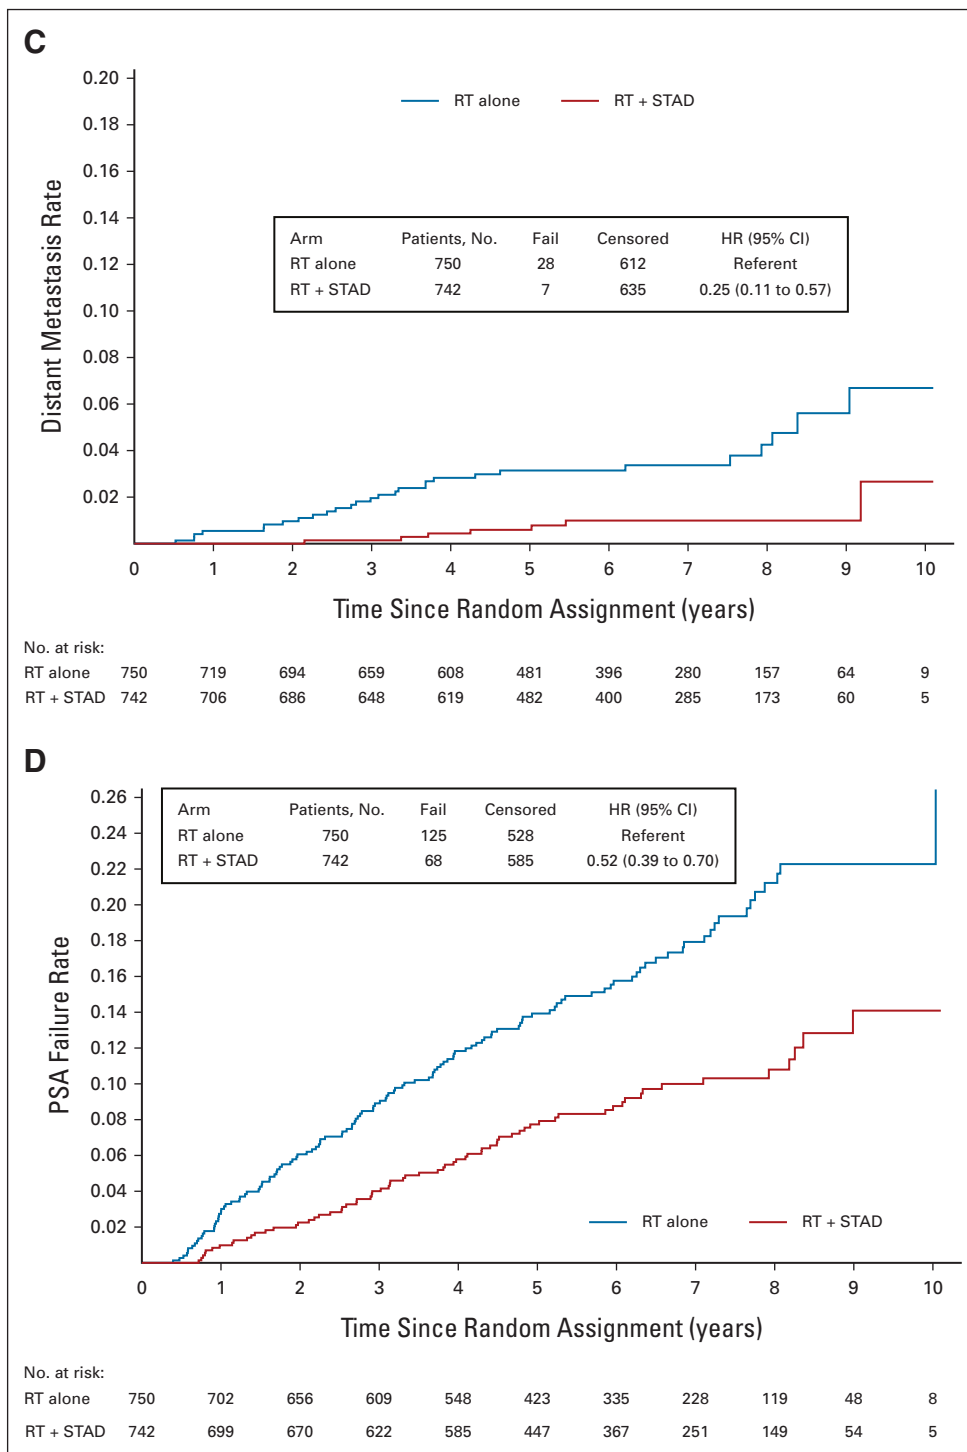 C
0.20
0.18
0.16
0.14
0.12
0.10
0.08
0.06
0.04
0.02
Distant Metastasis Rate
RT alone RT + STAD
Arm Patients, No. Fail Censored HR (95% CI)
RT alone 750 28 612 Referent
RT + STAD 742 7 635 0.25 (0.11 to 0.57)
0 1 2 3 4 5 6 7 8 9 10
Time Since Random Assignment (years)
No. at risk:
RT alone 750 719 694 659 608 481 396 280 157 64 9
RT + STAD 742 706 686 648 619 482 400 285 173 60 5
D
0.26
0.24
0.22
0.20
0.18
0.16
0.14
0.12
0.10
0.08
0.06
0.04
0.02
PSA Failure Rate
Arm Patients, No. Fail Censored HR (95% CI)
RT alone 750 125 528 Referent
RT + STAD 742 68 585 0.52 (0.39 to 0.70)
RT alone RT + STAD
0 1 2 3 4 5 6 7 8 9 10
Time Since Random Assignment (years)
No. at risk:
RT alone 750 702 656 609 548 423 335 228 119 48 8
RT + STAD 742 699 670 622 585 447 367 251 149 54 5